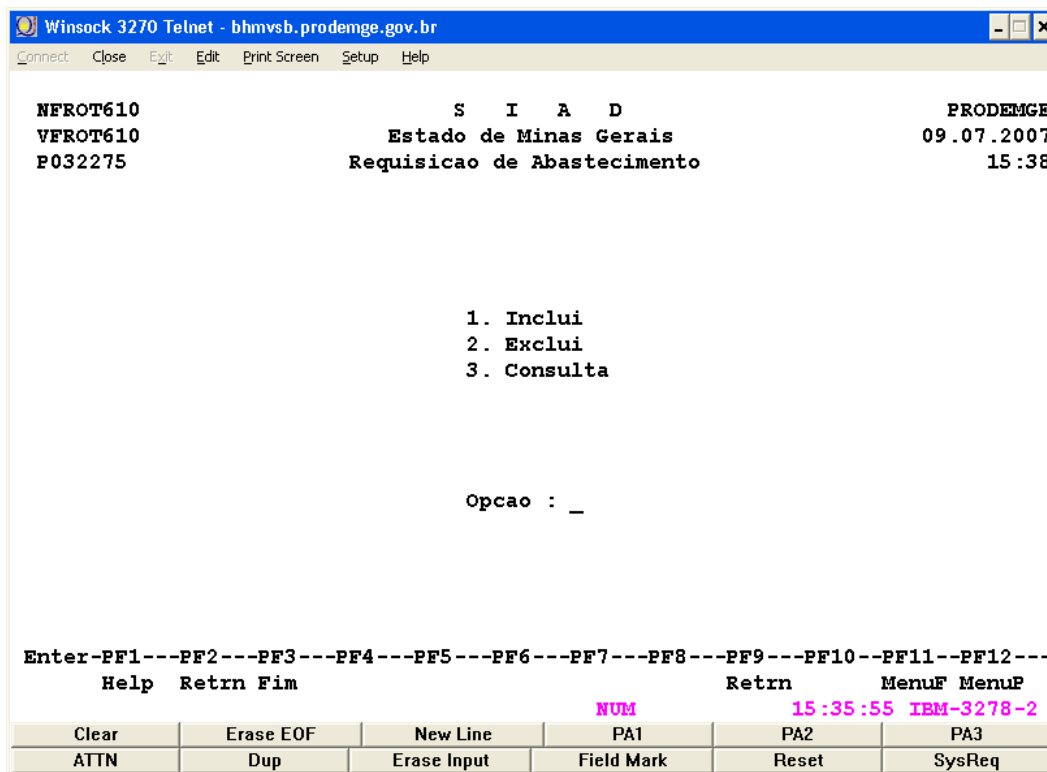 Winsock 3270 Telnet - bhmvsb.prodemge.gov.br
Connect Close Exit Edit Print Screen Setup Help
NFROT610 S I A D PRODEMGE
VFROT610 Estado de Minas Gerais 09.07.2007
P032275 Requisicao de Abastecimento 15:38
1. Inclui
2. Exclui
3. Consulta
Opcao : _
Enter-PF1---PF2---PF3---PF4---PF5---PF6---PF7---PF8---PF9---PF10--PF11--PF12---
Help Retrn Fim Retrn MenuF MenuP
NUM 15:35:55 IBM-3278-2
Clear Erase EOF New Line PA1 PA2 PA3
ATTN Dup Erase Input Field Mark Reset SysReq